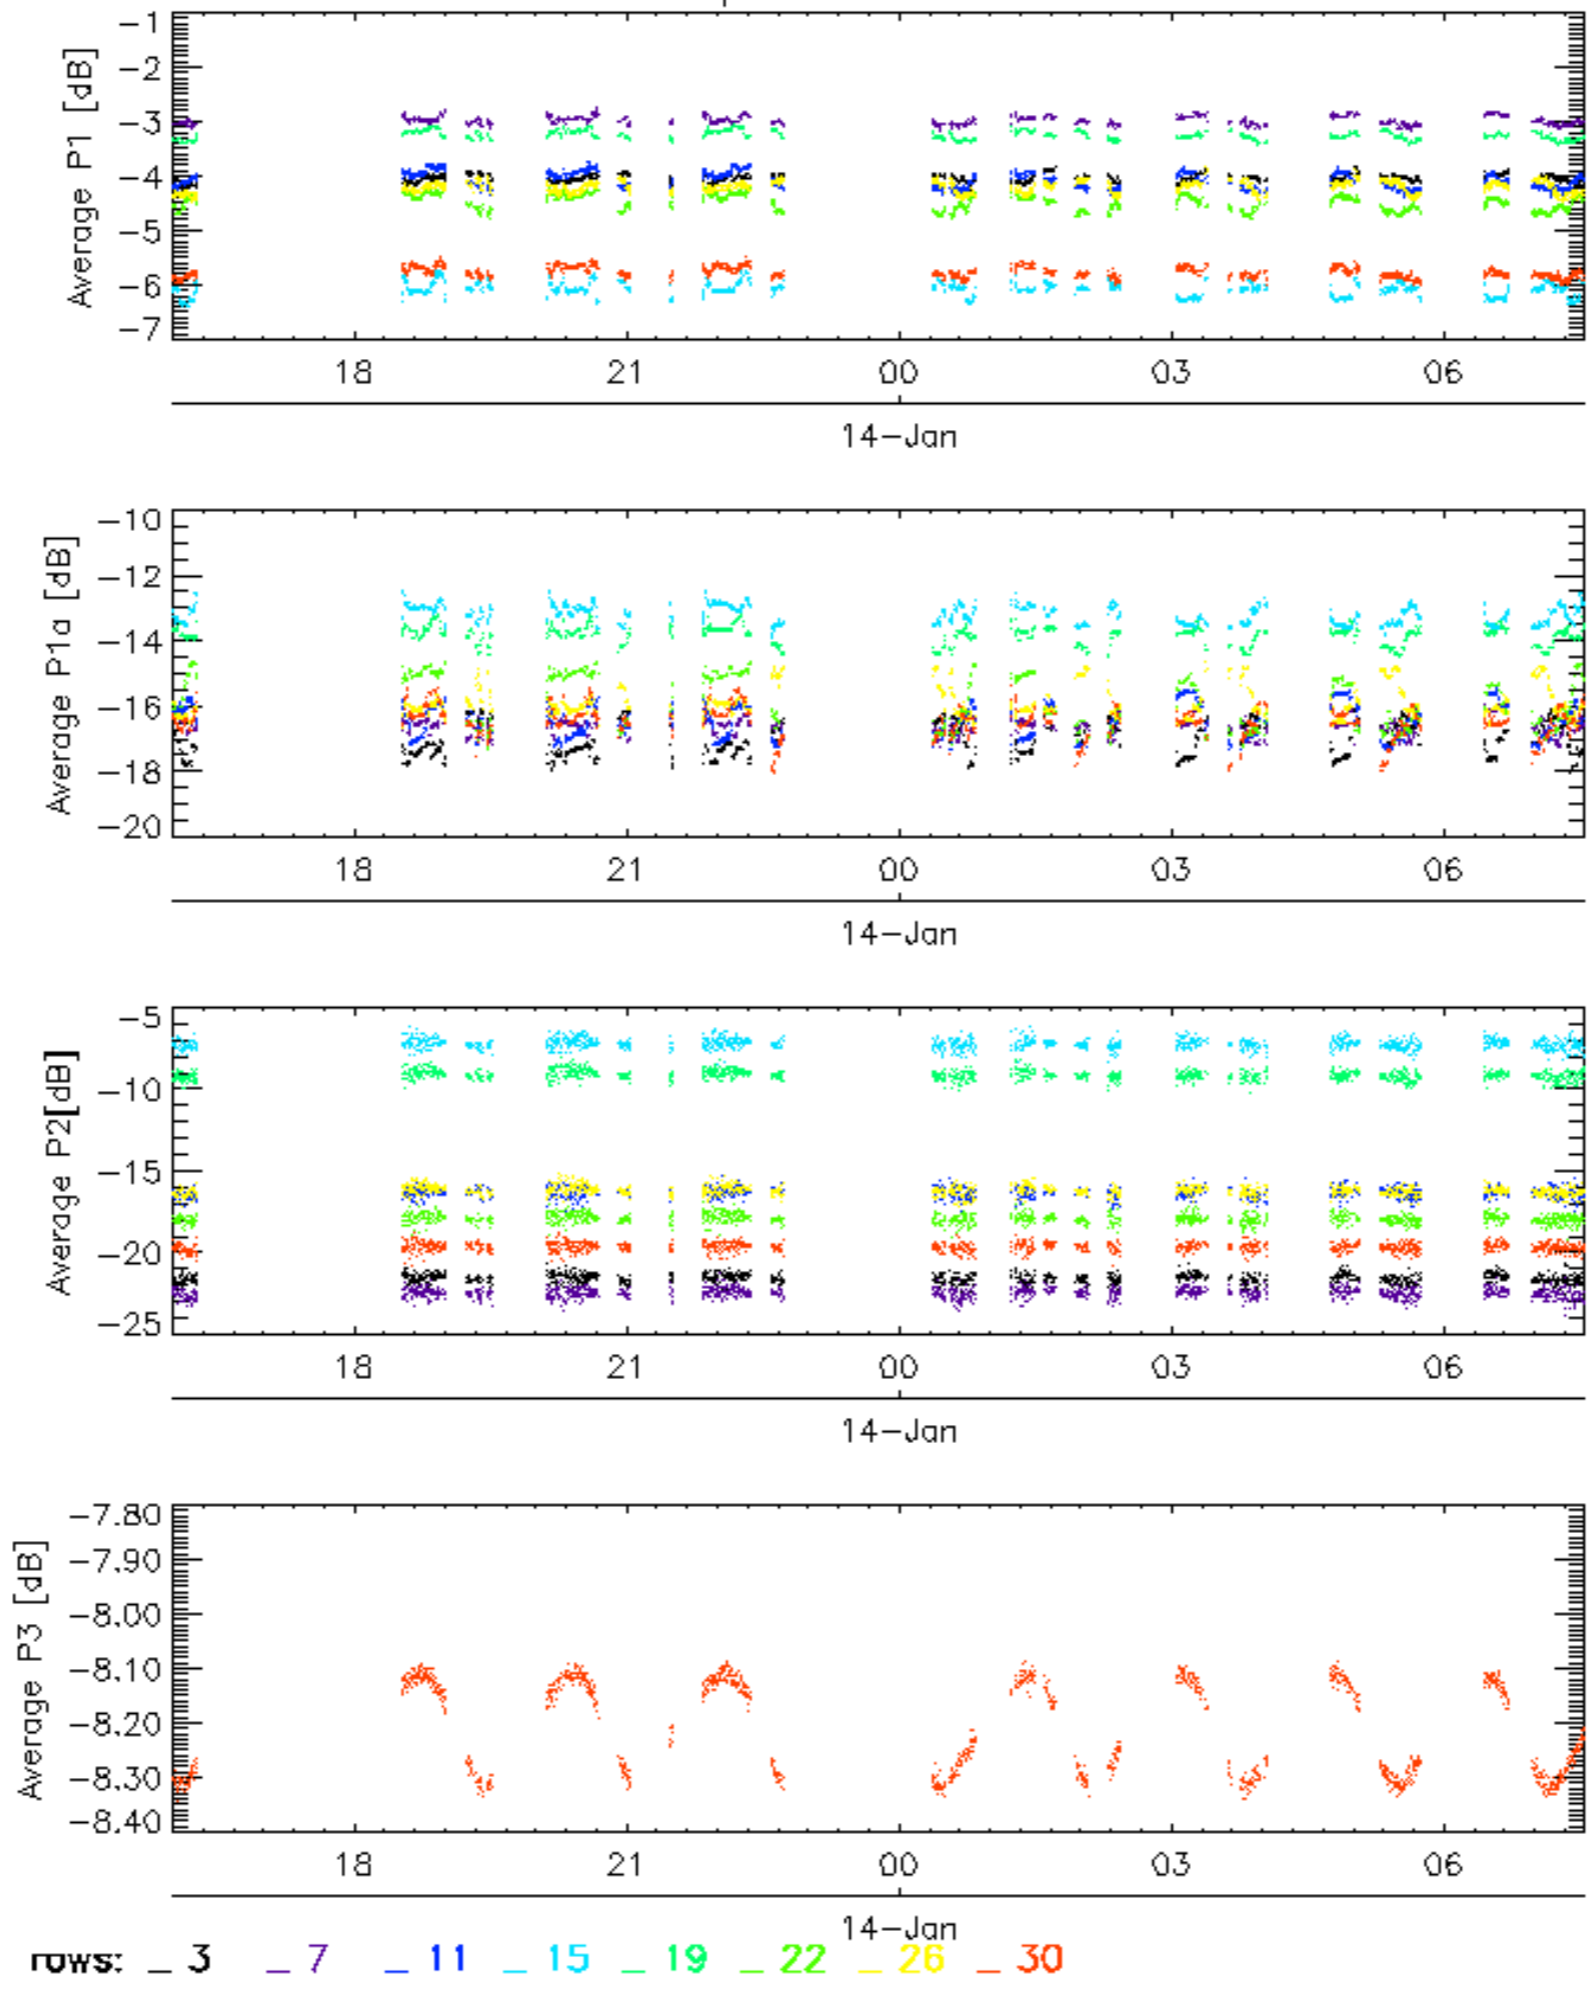 Average P1 [dB]
−1
−2
−3
−4
−5
−6
−7
18 21 00 03 06
14−Jan
Average P1a [dB]
−10
−12
−14
−16
−18
−20
18 21 00 03 06
14−Jan
Average P2[dB]
−5
−10
−15
−20
−25
18 21 00 03 06
14−Jan
Average P3 [dB]
−7.80
−7.90
−8.00
−8.10
−8.20
−8.30
−8.40
18 21 00 03 06
14−Jan
rows: _ 3 _ 7 _ 11 _ 15 _ 19 _ 22 _ 26 _ 30